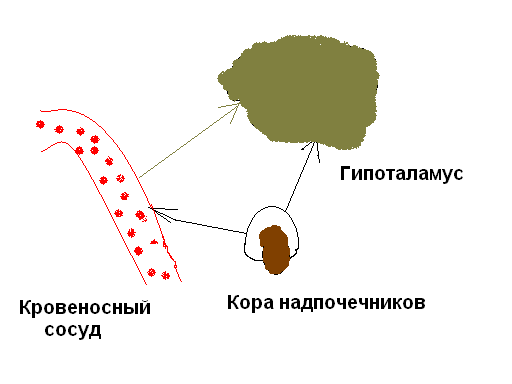 Гипоталамус
Кора надпочечников
Кровеносный
сосуд